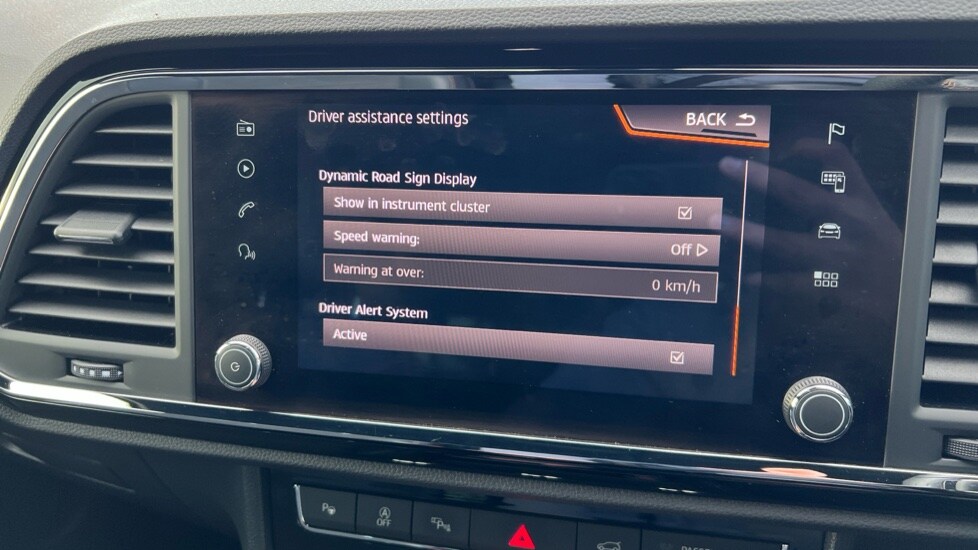 Driver assistance settings
BACK
Dynamic Road Sign Display
Show in instrument cluster
Speed warning: Off
Warning at over: 0 km/h
Driver Alert System
Active
P
A
OFF
P